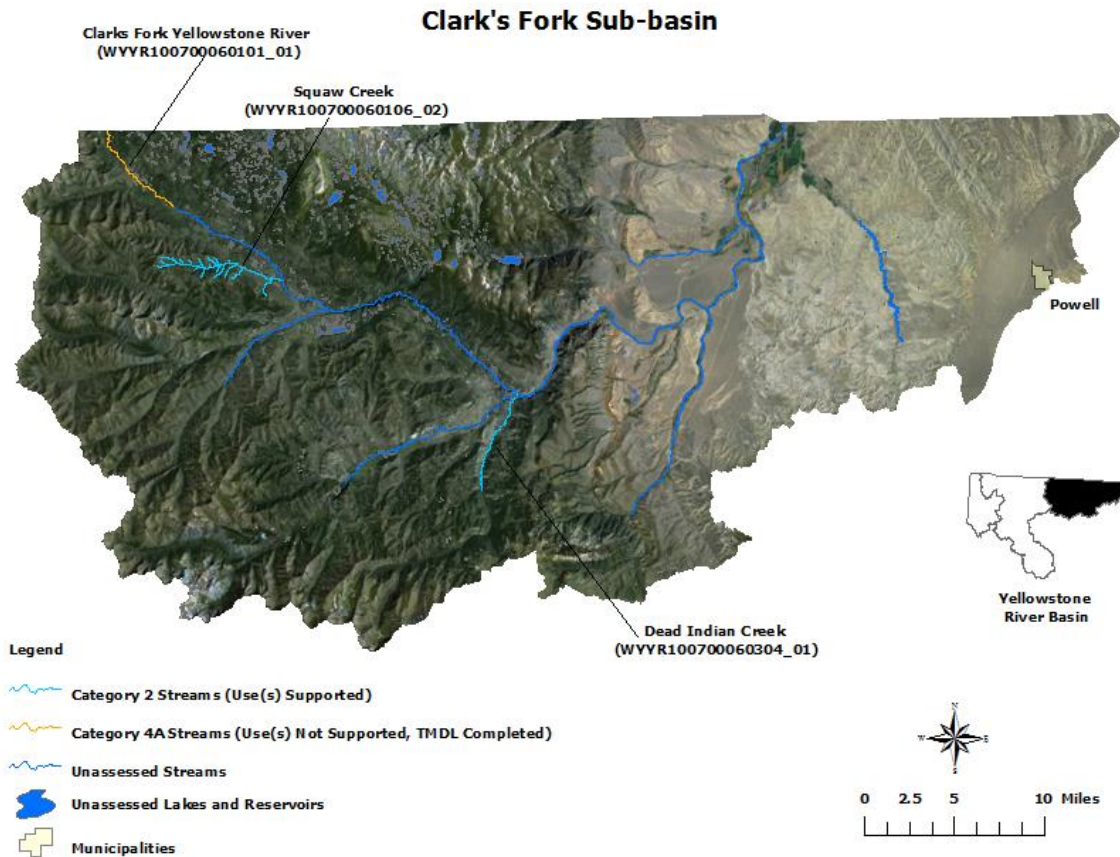 Clark's Fork Sub-basin
Clarks Fork Yellowstone River
(WYYR100700060101_01)
Squaw Creek
(WYYR100700060106_02)
Powell
Yellowstone
River Basin
Dead Indian Creek
(WYYR100700060304_01)
Legend
Category 2 Streams (Use(s) Supported)
Category 4A Streams (Use(s) Not Supported, TMDL Completed)
Unassessed Streams
Unassessed Lakes and Reservoirs
Municipalities
N
W E
S
0 2.5 5 10 Miles